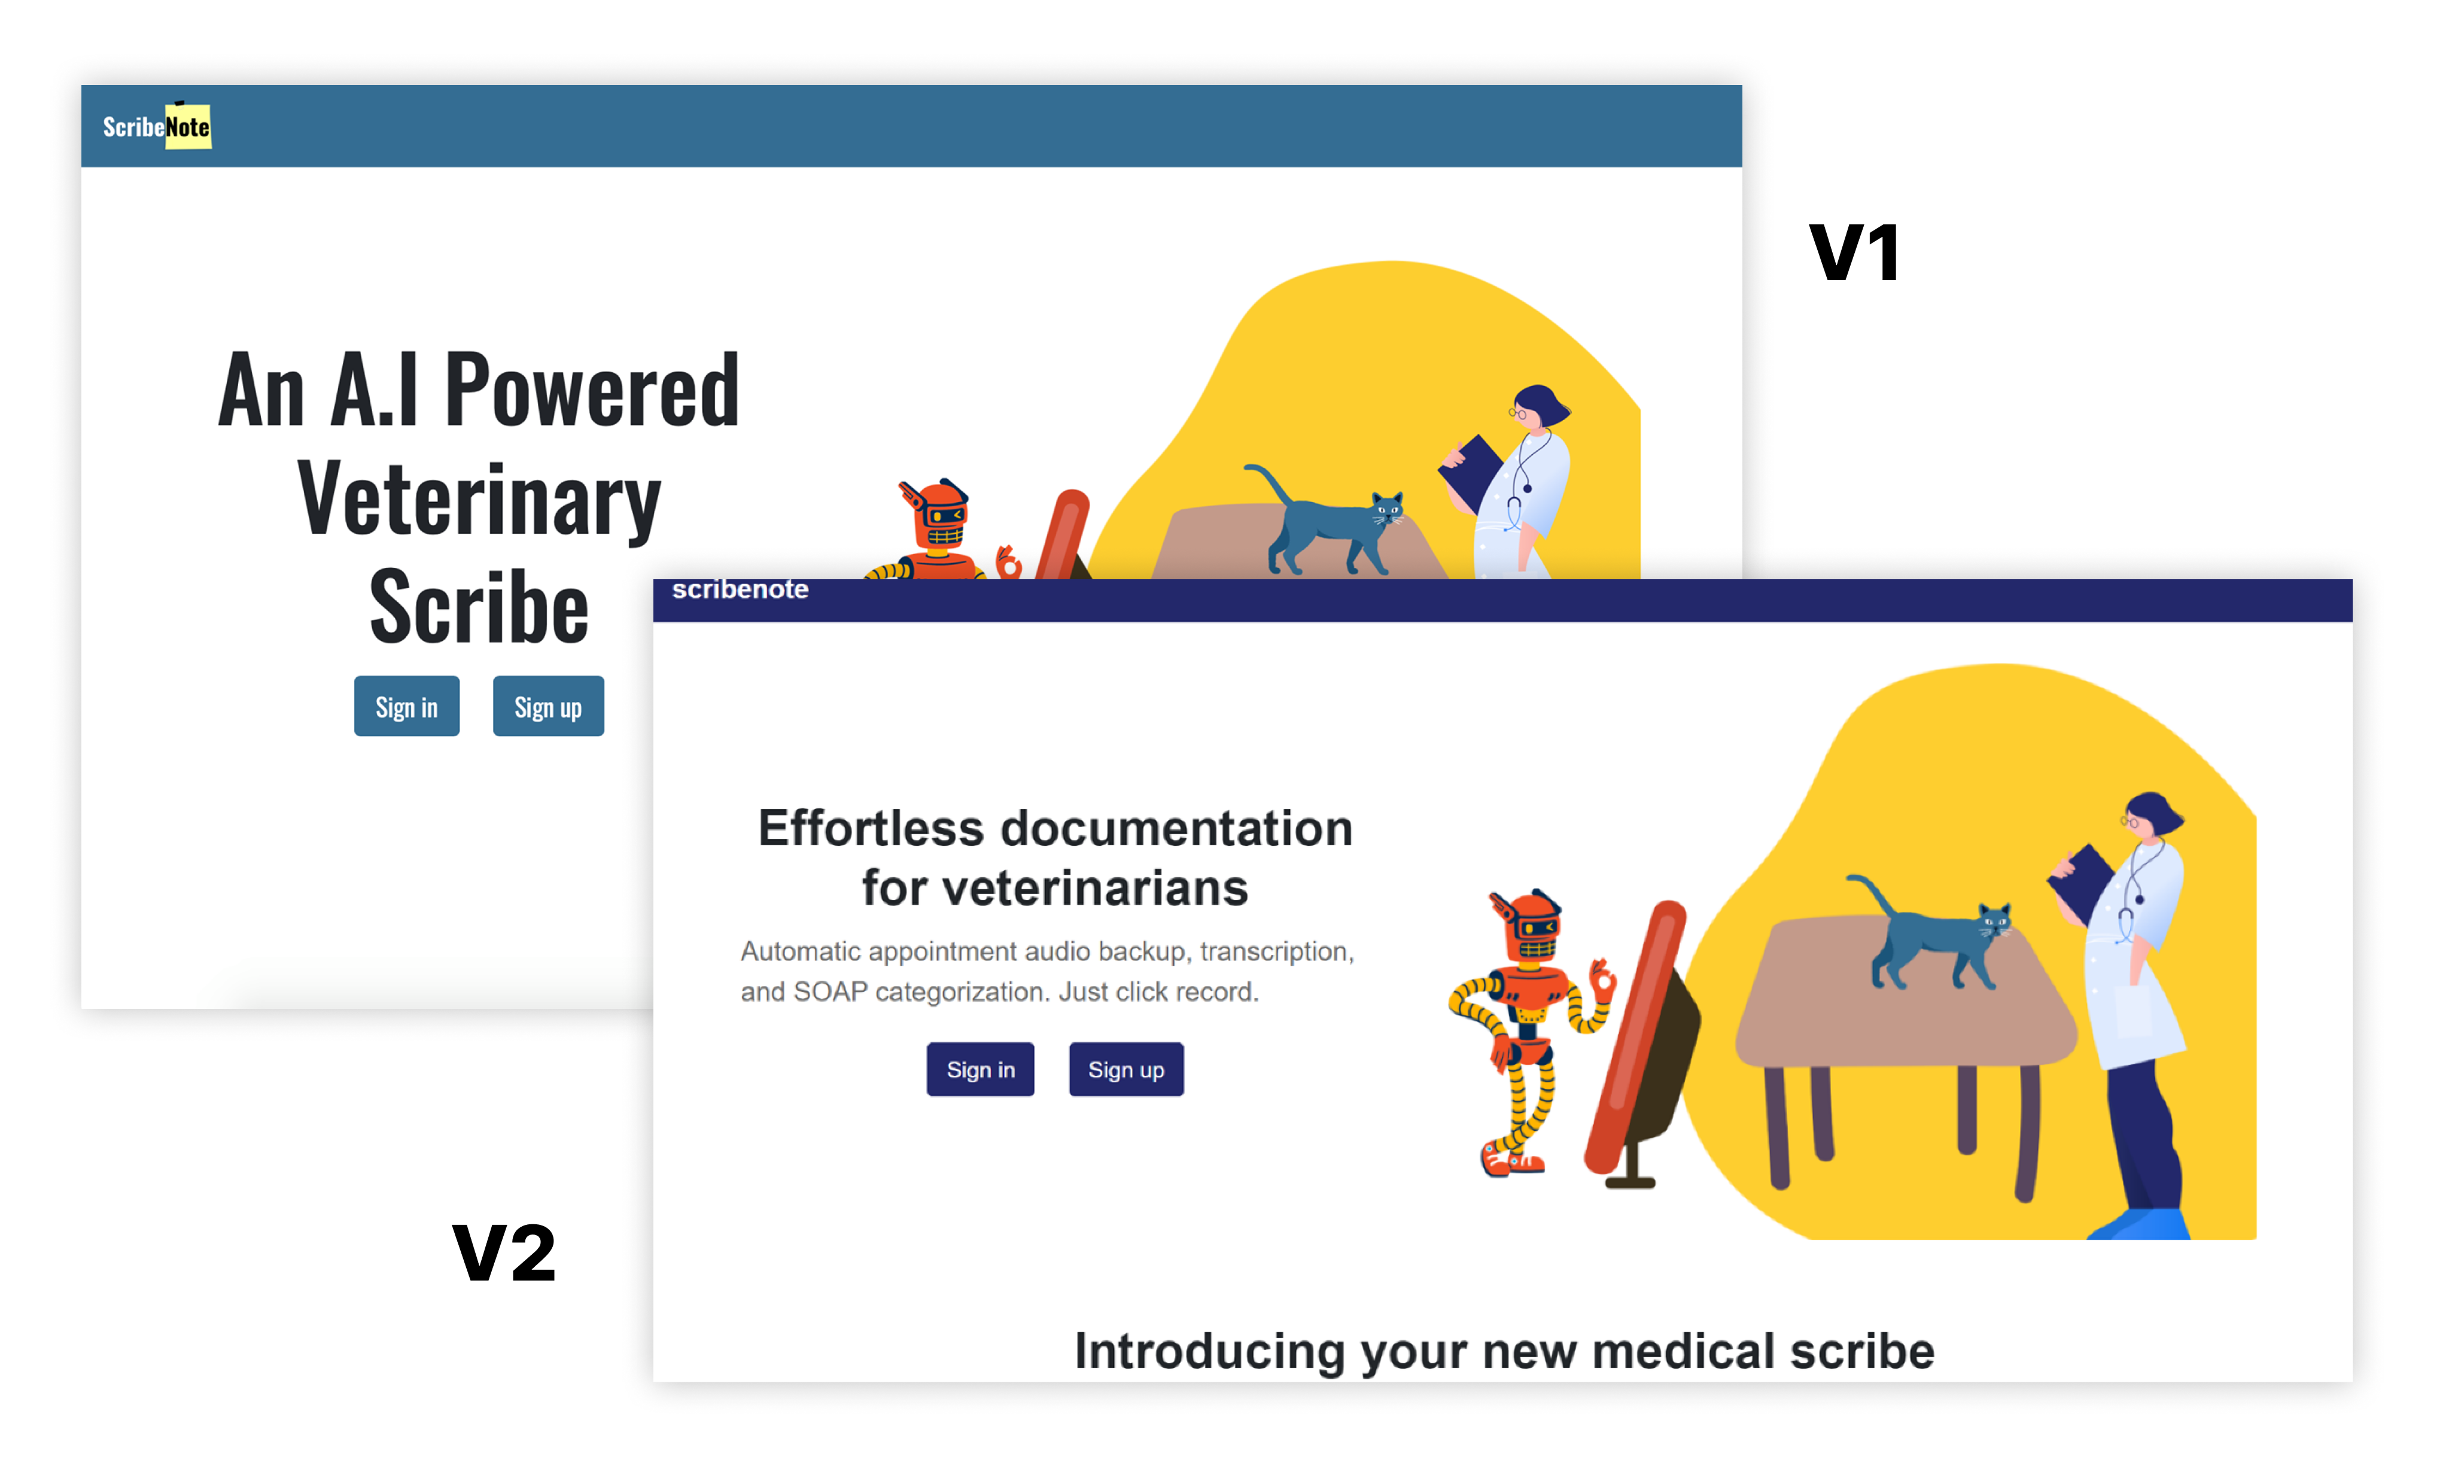 ScribeNote
V1
An A.I Powered
Veterinary
Scribe
Sign in Sign up
scribenote
Effortless documentation
for veterinarians
Automatic appointment audio backup, transcription,
and SOAP categorization. Just click record.
Sign in Sign up
V2
Introducing your new medical scribe